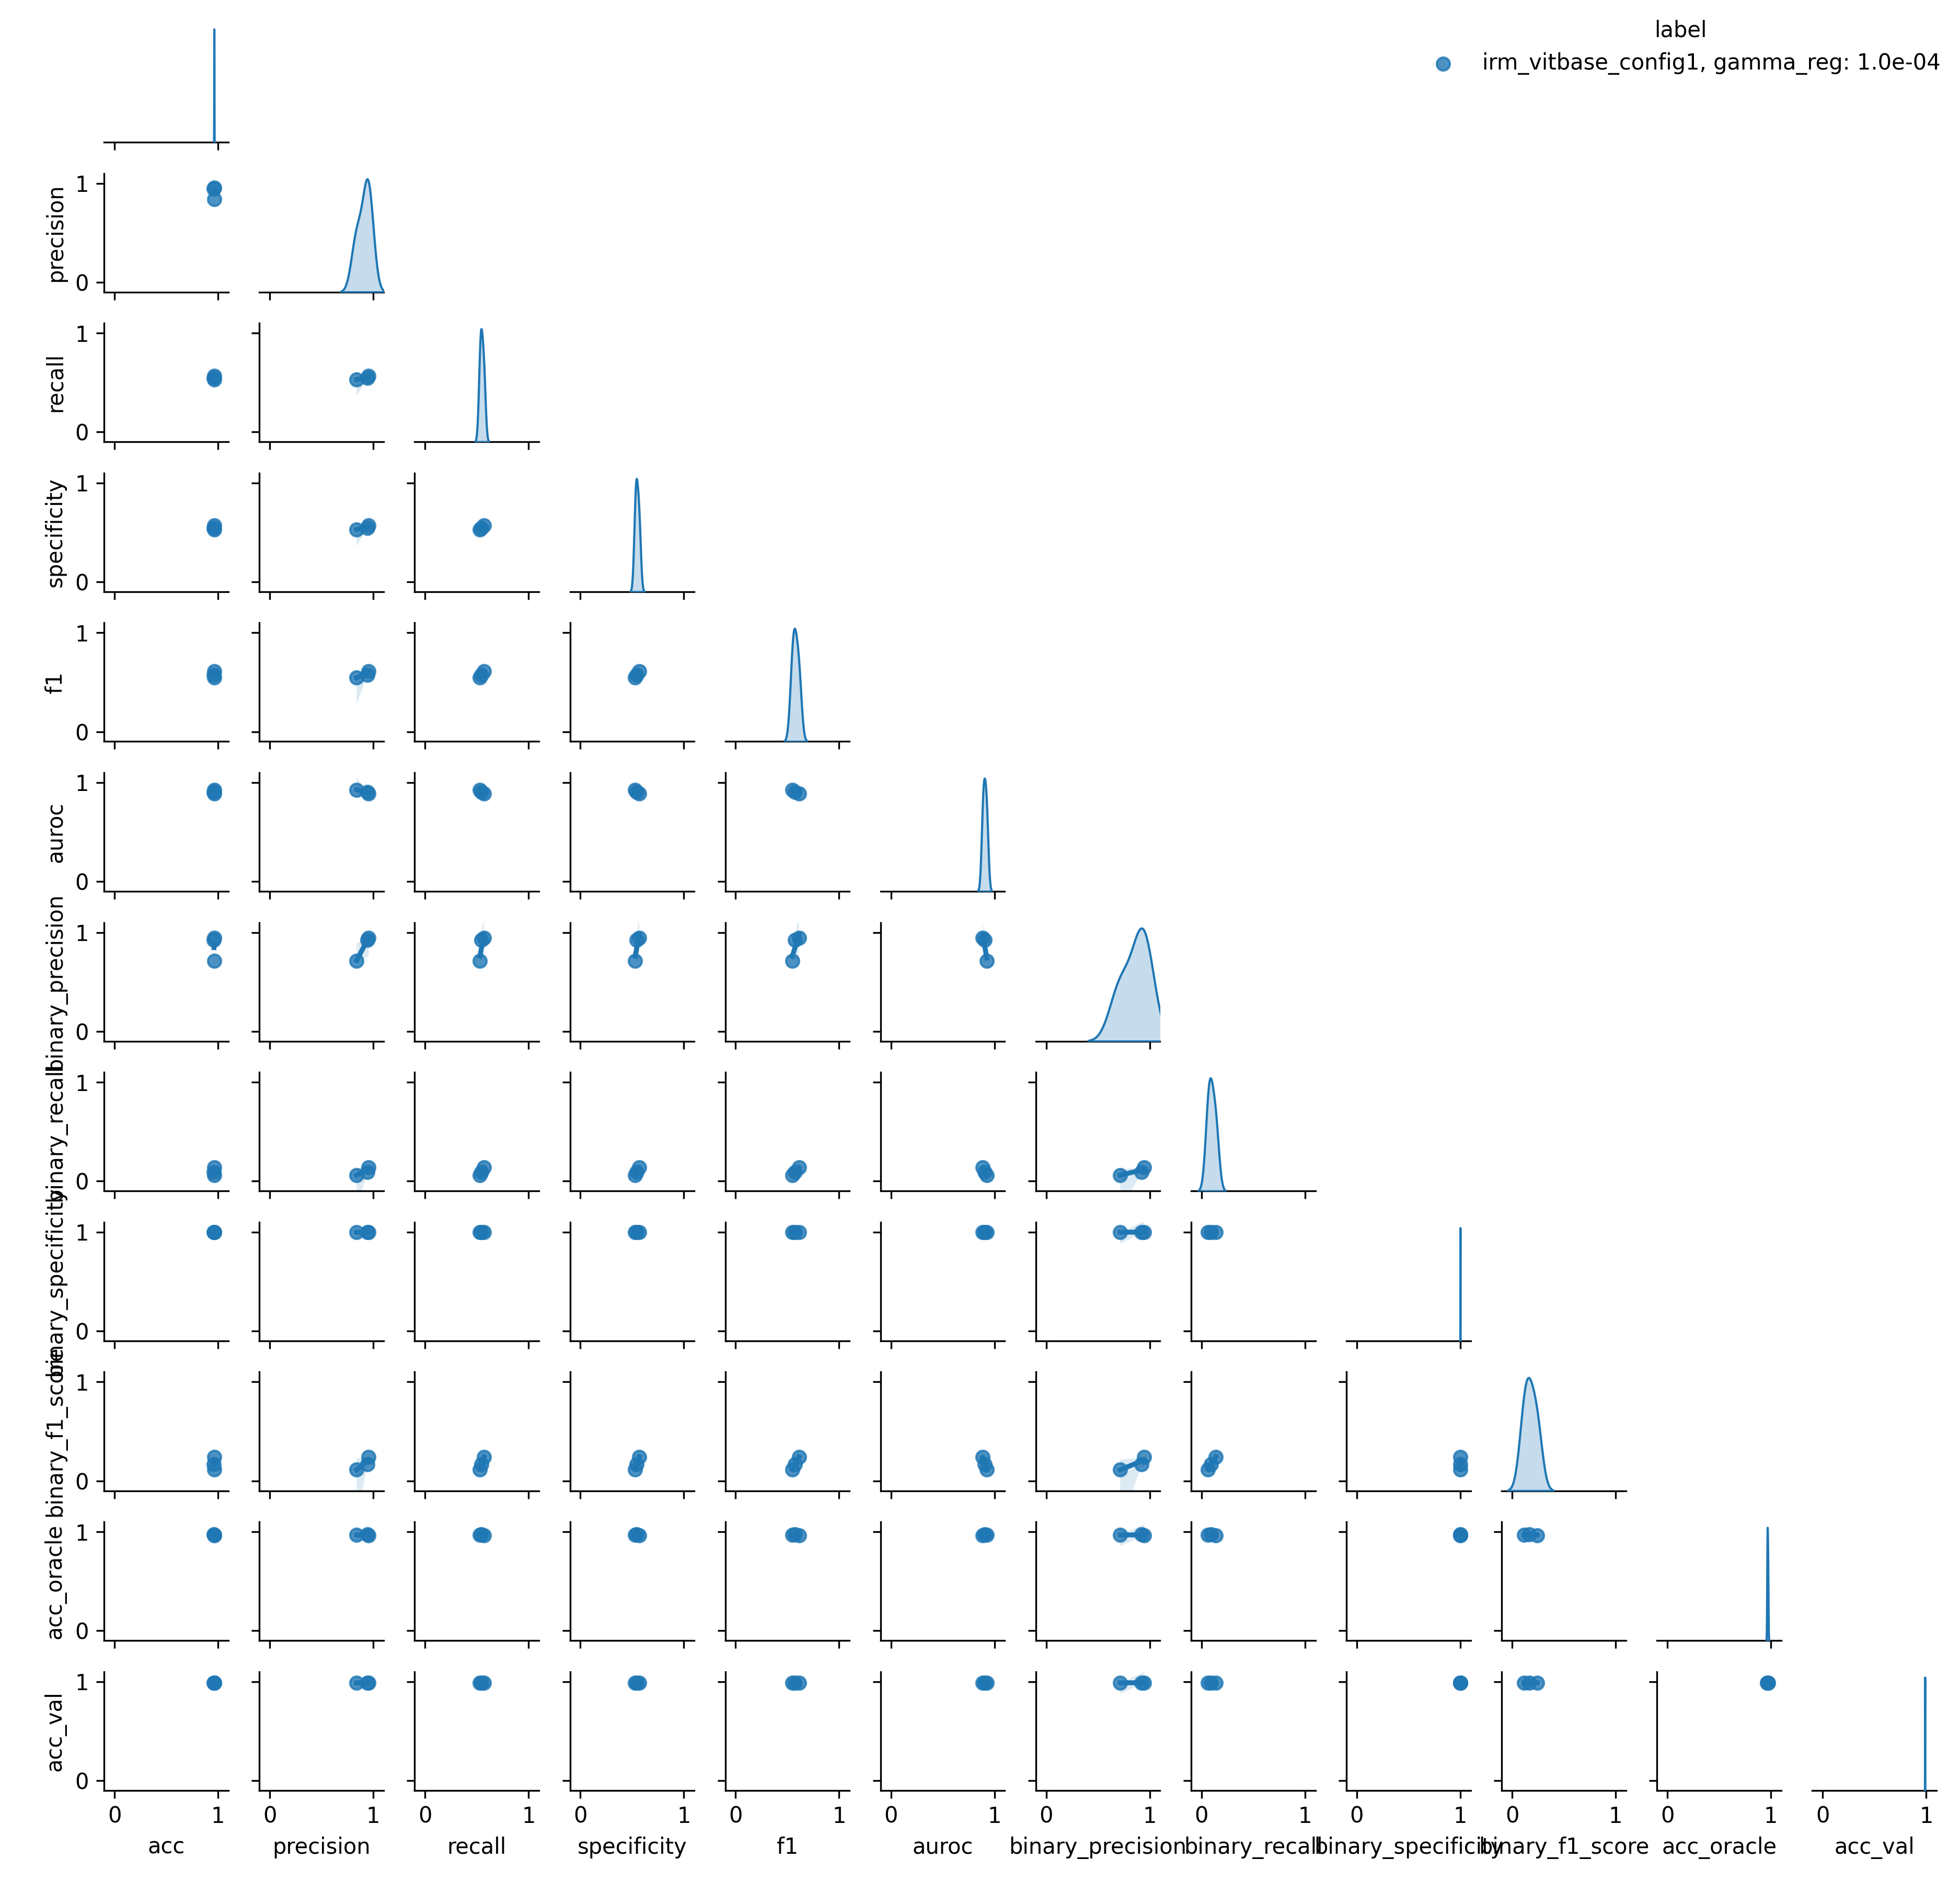 label
irm_vitbase_config1, gamma_reg: 1.0e-04
1
precision
0
1
recall
0
1
specificity
0
1
f1
0
1
auroc
0
1
binary_precision
0
1
binary_recall
0
1
binary_specificity
0
1
binary_f1_score
0
1
acc_oracle
0
1
acc_val
0
0 1 0 1 0 1 0 1 0 1 0 1 0 1 0 1 0 1 0 1 0 1 0 1
acc precision recall specificity f1 auroc binary_precision binary_recall binary_specificity binary_f1_score acc_oracle acc_val